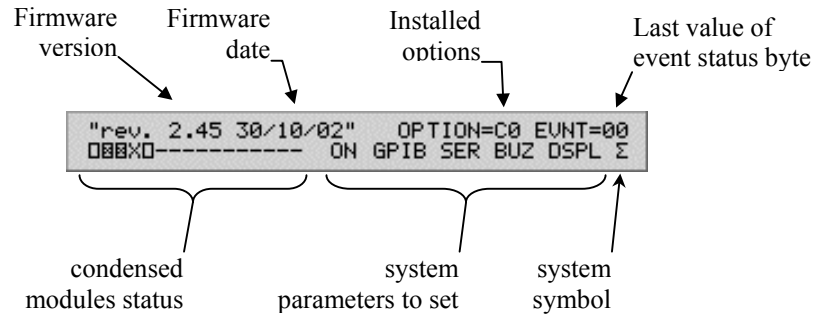 Firmware version
Firmware date
Installed options
Last value of event status byte
"rev. 2.45 30/10/02" OPTION=C0 EVNT=00
▯▩▩X▯------------ ON GPIB SER BUZ DSPL Σ
condensed modules status
system parameters to set
system symbol